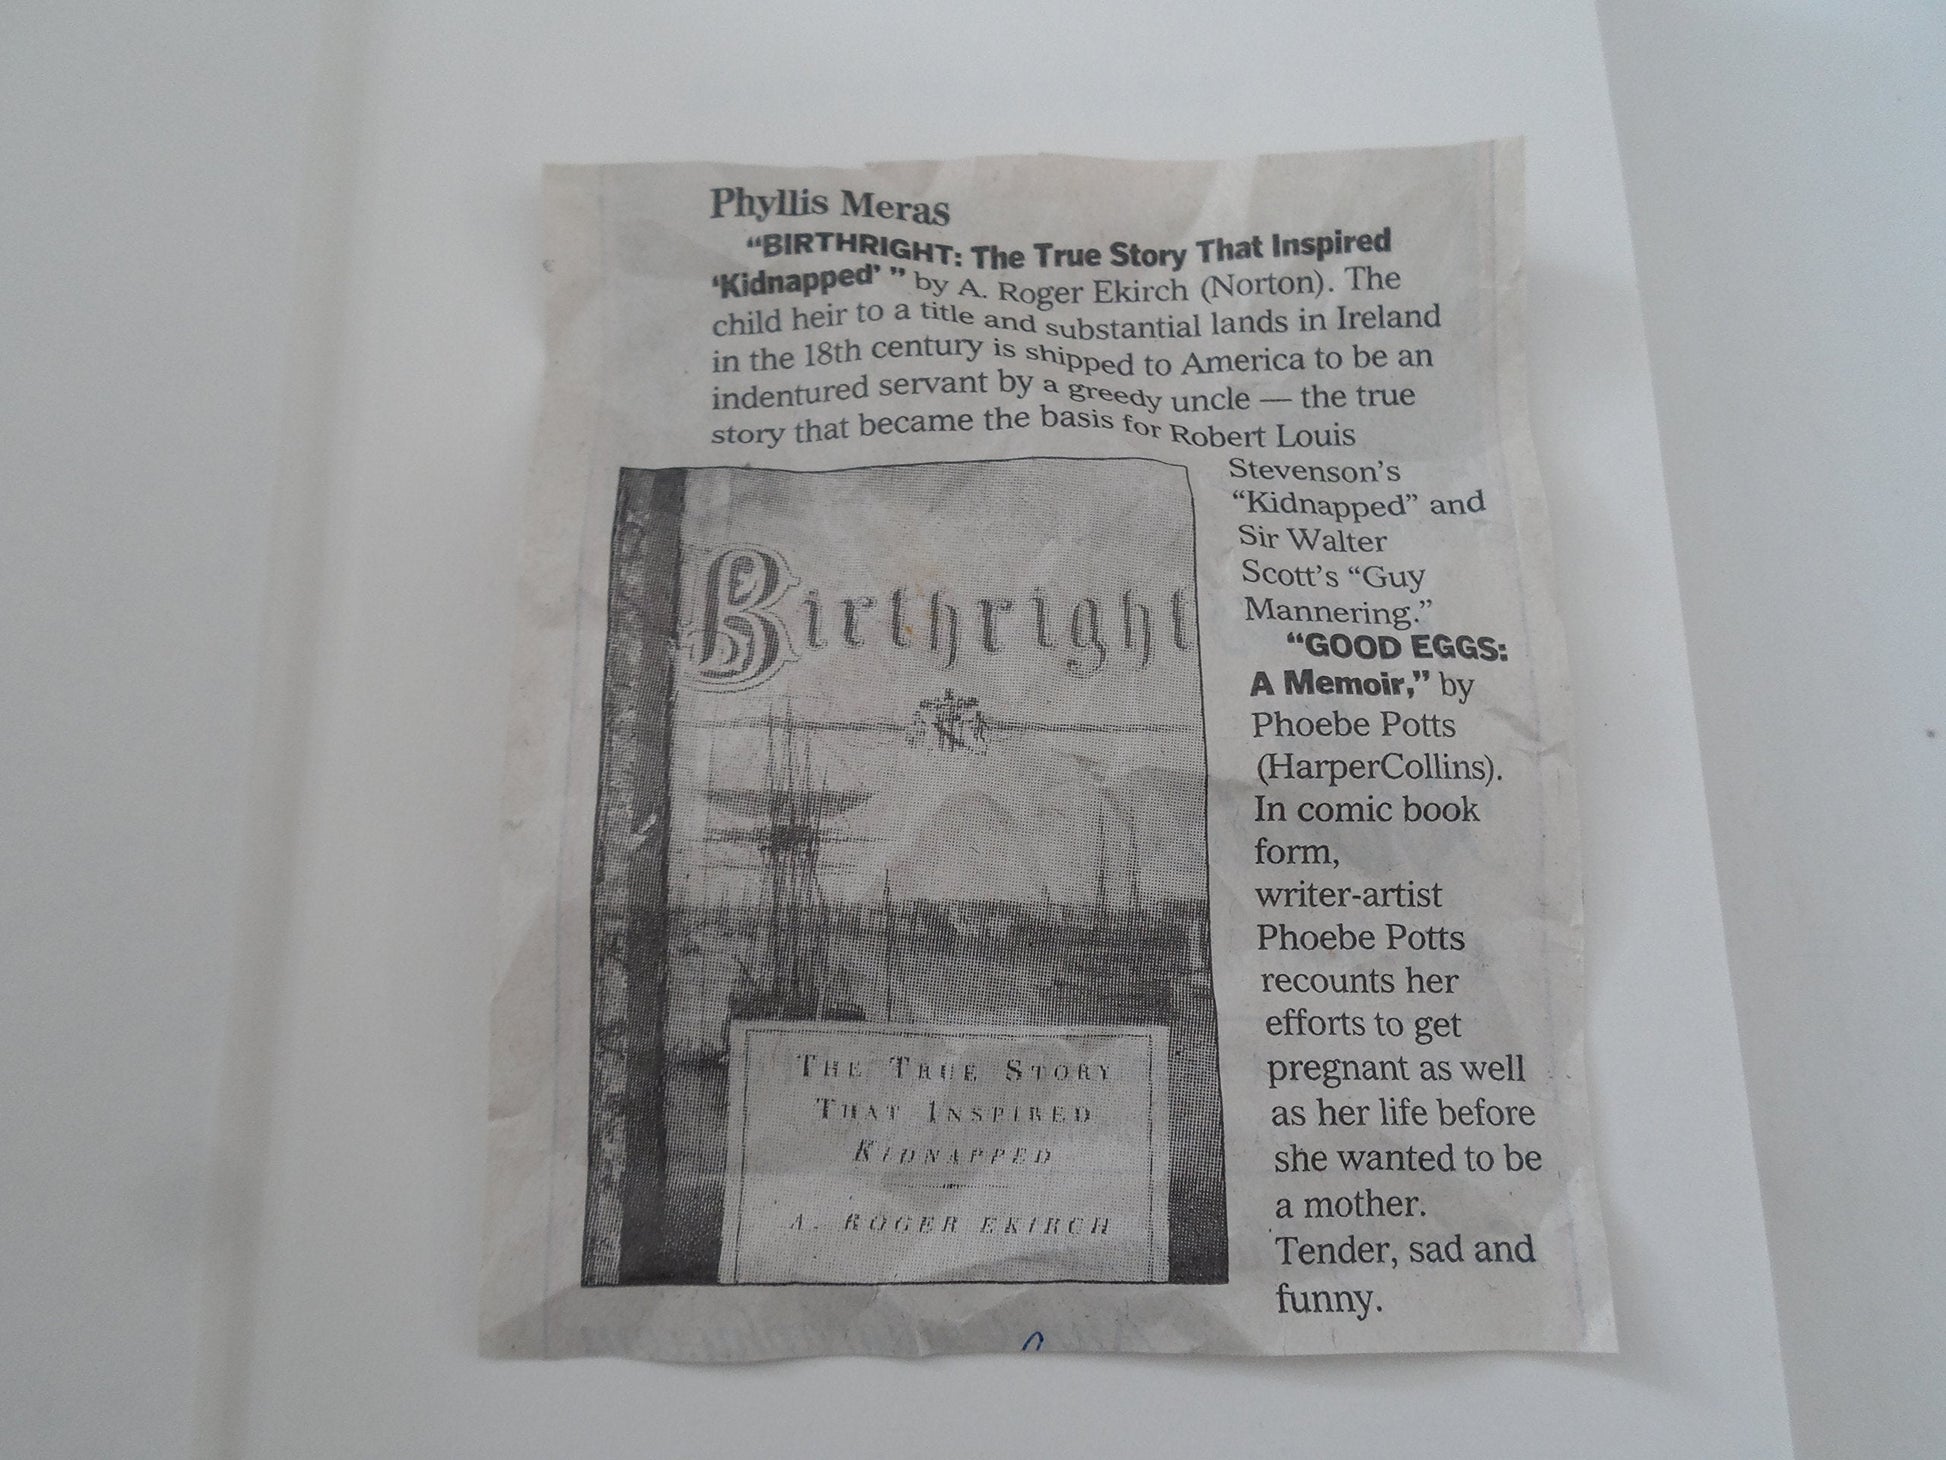 Phyllis Meras
“BIRTHRIGHT: The True Story That Inspired
‘Kidnapped’ ” by A. Roger Ekirch (Norton). The
child heir to a title and substantial lands in Ireland
in the 18th century is shipped to America to be an
indentured servant by a greedy uncle — the true
story that became the basis for Robert Louis
Stevenson’s
“Kidnapped” and
Sir Walter
Scott’s “Guy
Mannering.”
“GOOD EGGS:
A Memoir,” by
Phoebe Potts
(HarperCollins).
In comic book
form,
writer-artist
Phoebe Potts
recounts her
efforts to get
pregnant as well
as her life before
she wanted to be
a mother.
Tender, sad and
funny.
Birthright
THE TRUE STORY
THAT INSPIRED
KIDNAPPED
A. ROGER EKIRCH